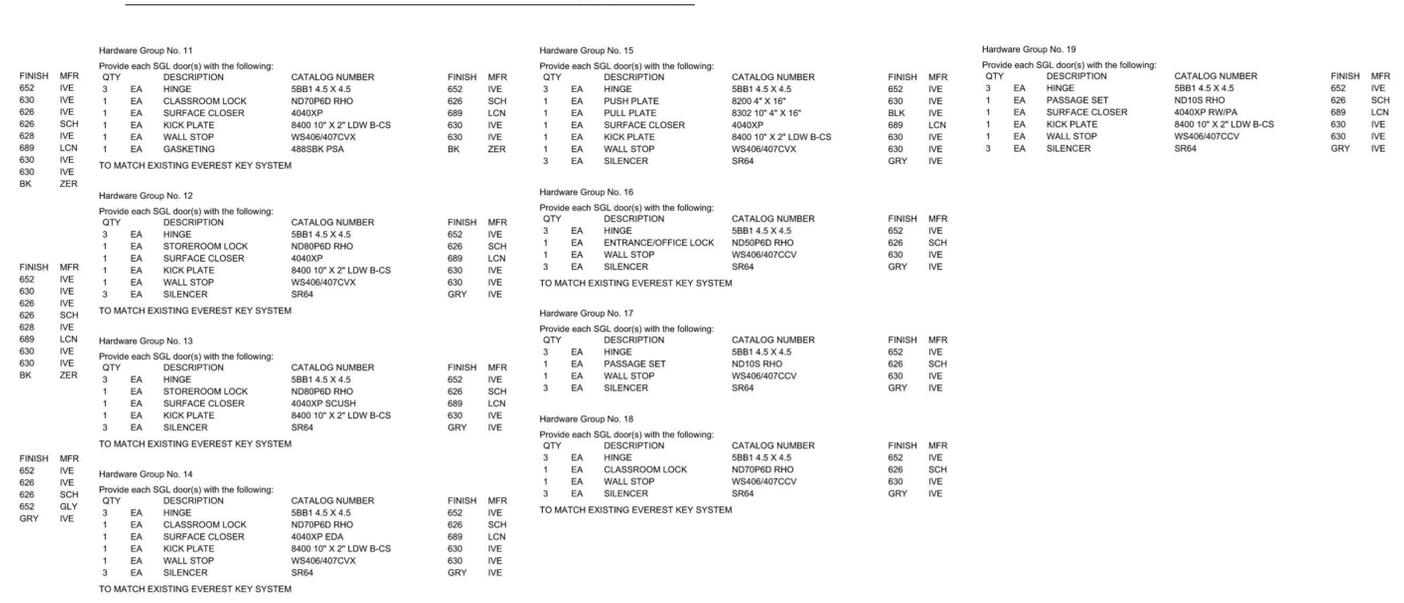 FINISH MFR
652 IVE
630 IVE
626 IVE
626 SCH
628 IVE
689 LCN
630 IVE
630 IVE
BK ZER
FINISH MFR
652 IVE
630 IVE
626 IVE
626 SCH
628 IVE
689 LCN
630 IVE
630 IVE
BK ZER
FINISH MFR
652 IVE
626 IVE
626 SCH
652 GLY
GRY IVE
Hardware Group No. 11
Provide each SGL door(s) with the following:
QTY DESCRIPTION CATALOG NUMBER FINISH MFR
3 EA HINGE 5BB1 4.5 X 4.5 652 IVE
1 EA CLASSROOM LOCK ND70P6D RHO 626 SCH
1 EA SURFACE CLOSER 4040XP 689 LCN
1 EA KICK PLATE 8400 10" X 2" LDW B-CS 630 IVE
1 EA WALL STOP WS406/407CVX 630 IVE
1 EA GASKETING 488SBK PSA BK ZER
TO MATCH EXISTING EVEREST KEY SYSTEM
Hardware Group No. 12
Provide each SGL door(s) with the following:
QTY DESCRIPTION CATALOG NUMBER FINISH MFR
3 EA HINGE 5BB1 4.5 X 4.5 652 IVE
1 EA STOREROOM LOCK ND80P6D RHO 626 SCH
1 EA SURFACE CLOSER 4040XP 689 LCN
1 EA KICK PLATE 8400 10" X 2" LDW B-CS 630 IVE
1 EA WALL STOP WS406/407CVX 630 IVE
3 EA SILENCER SR64 GRY IVE
TO MATCH EXISTING EVEREST KEY SYSTEM
Hardware Group No. 13
Provide each SGL door(s) with the following:
QTY DESCRIPTION CATALOG NUMBER FINISH MFR
3 EA HINGE 5BB1 4.5 X 4.5 652 IVE
1 EA STOREROOM LOCK ND80P6D RHO 626 SCH
1 EA SURFACE CLOSER 4040XP SCUSH 689 LCN
1 EA KICK PLATE 8400 10" X 2" LDW B-CS 630 IVE
3 EA SILENCER SR64 GRY IVE
TO MATCH EXISTING EVEREST KEY SYSTEM
Hardware Group No. 14
Provide each SGL door(s) with the following:
QTY DESCRIPTION CATALOG NUMBER FINISH MFR
3 EA HINGE 5BB1 4.5 X 4.5 652 IVE
1 EA CLASSROOM LOCK ND70P6D RHO 626 SCH
1 EA SURFACE CLOSER 4040XP EDA 689 LCN
1 EA KICK PLATE 8400 10" X 2" LDW B-CS 630 IVE
1 EA WALL STOP WS406/407CVX 630 IVE
3 EA SILENCER SR64 GRY IVE
TO MATCH EXISTING EVEREST KEY SYSTEM
Hardware Group No. 15
Provide each SGL door(s) with the following:
QTY DESCRIPTION CATALOG NUMBER FINISH MFR
3 EA HINGE 5BB1 4.5 X 4.5 652 IVE
1 EA PUSH PLATE 8200 4" X 16" 630 IVE
1 EA PULL PLATE 8302 10" 4" X 16" BLK IVE
1 EA SURFACE CLOSER 4040XP 689 LCN
1 EA KICK PLATE 8400 10" X 2" LDW B-CS 630 IVE
1 EA WALL STOP WS406/407CVX 630 IVE
3 EA SILENCER SR64 GRY IVE
Hardware Group No. 16
Provide each SGL door(s) with the following:
QTY DESCRIPTION CATALOG NUMBER FINISH MFR
3 EA HINGE 5BB1 4.5 X 4.5 652 IVE
1 EA ENTRANCE/OFFICE LOCK ND50P6D RHO 626 SCH
1 EA WALL STOP WS406/407CCV 630 IVE
3 EA SILENCER SR64 GRY IVE
TO MATCH EXISTING EVEREST KEY SYSTEM
Hardware Group No. 17
Provide each SGL door(s) with the following:
QTY DESCRIPTION CATALOG NUMBER FINISH MFR
3 EA HINGE 5BB1 4.5 X 4.5 652 IVE
1 EA PASSAGE SET ND10S RHO 626 SCH
1 EA WALL STOP WS406/407CCV 630 IVE
3 EA SILENCER SR64 GRY IVE
Hardware Group No. 18
Provide each SGL door(s) with the following:
QTY DESCRIPTION CATALOG NUMBER FINISH MFR
3 EA HINGE 5BB1 4.5 X 4.5 652 IVE
1 EA CLASSROOM LOCK ND70P6D RHO 626 SCH
1 EA WALL STOP WS406/407CCV 630 IVE
3 EA SILENCER SR64 GRY IVE
TO MATCH EXISTING EVEREST KEY SYSTEM
Hardware Group No. 19
Provide each SGL door(s) with the following:
QTY DESCRIPTION CATALOG NUMBER FINISH MFR
3 EA HINGE 5BB1 4.5 X 4.5 652 IVE
1 EA PASSAGE SET ND10S RHO 626 SCH
1 EA SURFACE CLOSER 4040XP RW/PA 689 LCN
1 EA KICK PLATE 8400 10" X 2" LDW B-CS 630 IVE
1 EA WALL STOP WS406/407CCV 630 IVE
3 EA SILENCER SR64 GRY IVE